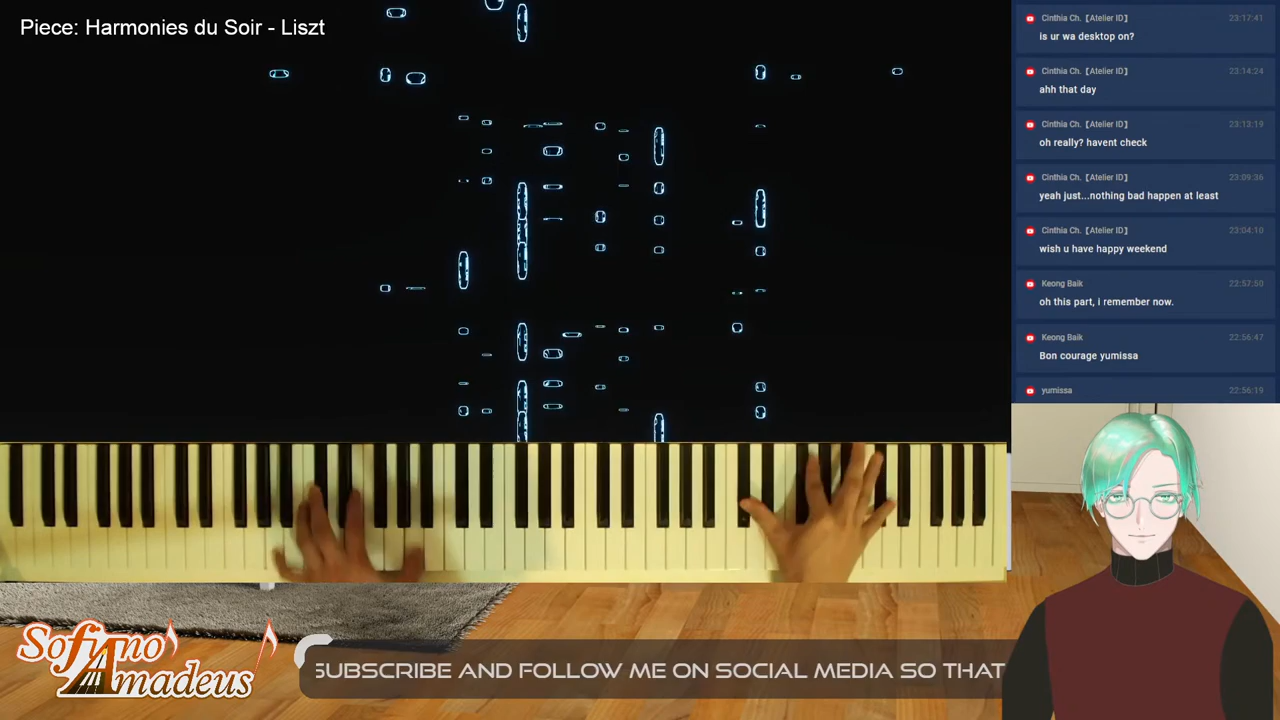 Piece: Harmonies du Soir - Liszt
Cinthia Ch.【Atelier ID】 23:17:41
is ur wa desktop on?
Cinthia Ch.【Atelier ID】 23:14:24
ahh that day
Cinthia Ch.【Atelier ID】 23:13:19
oh really? havent check
Cinthia Ch.【Atelier ID】 23:09:36
yeah just...nothing bad happen at least
Cinthia Ch.【Atelier ID】 23:04:10
wish u have happy weekend
Keong Baik 22:57:50
oh this part, i remember now.
Keong Baik 22:56:47
Bon courage yumissa
yumissa 22:56:19
Sofiano
Amadeus
SUBSCRIBE AND FOLLOW ME ON SOCIAL MEDIA SO THAT